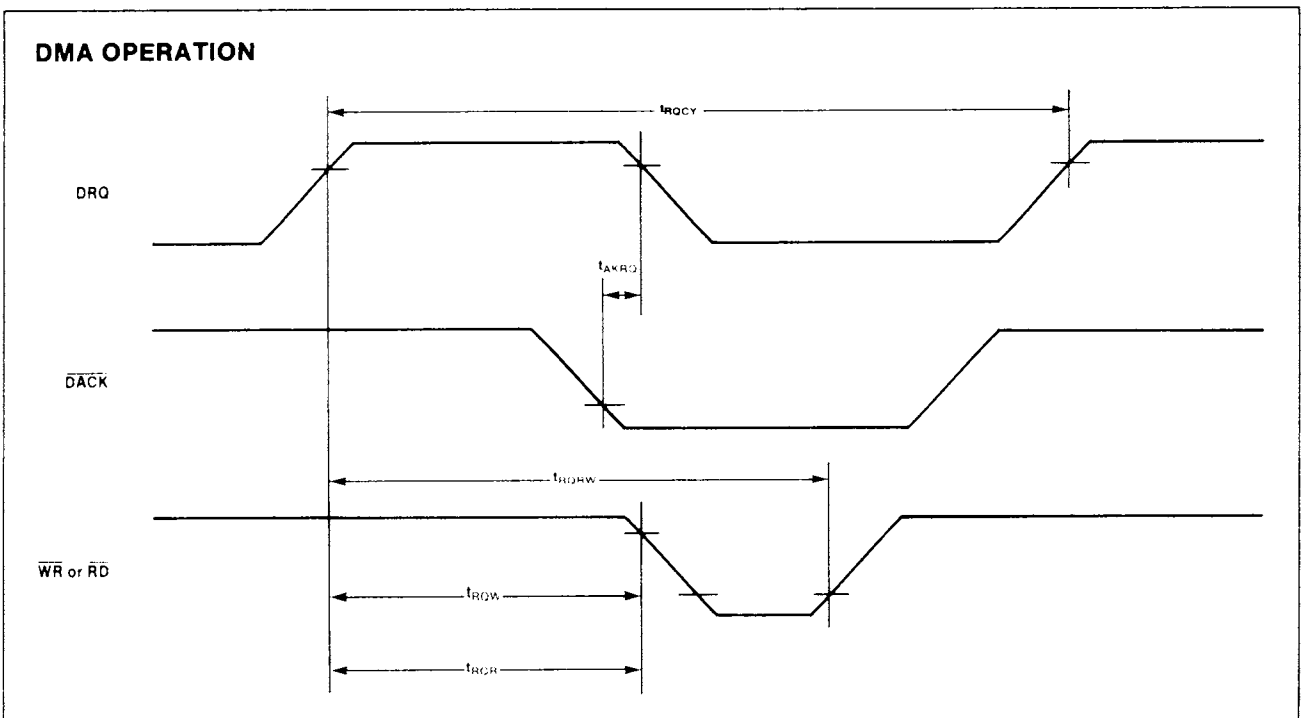 DMA OPERATION
tRQCY
DRQ
tAKRQ
DACK
tRQRW
WR or RD
tRQW
tRQR